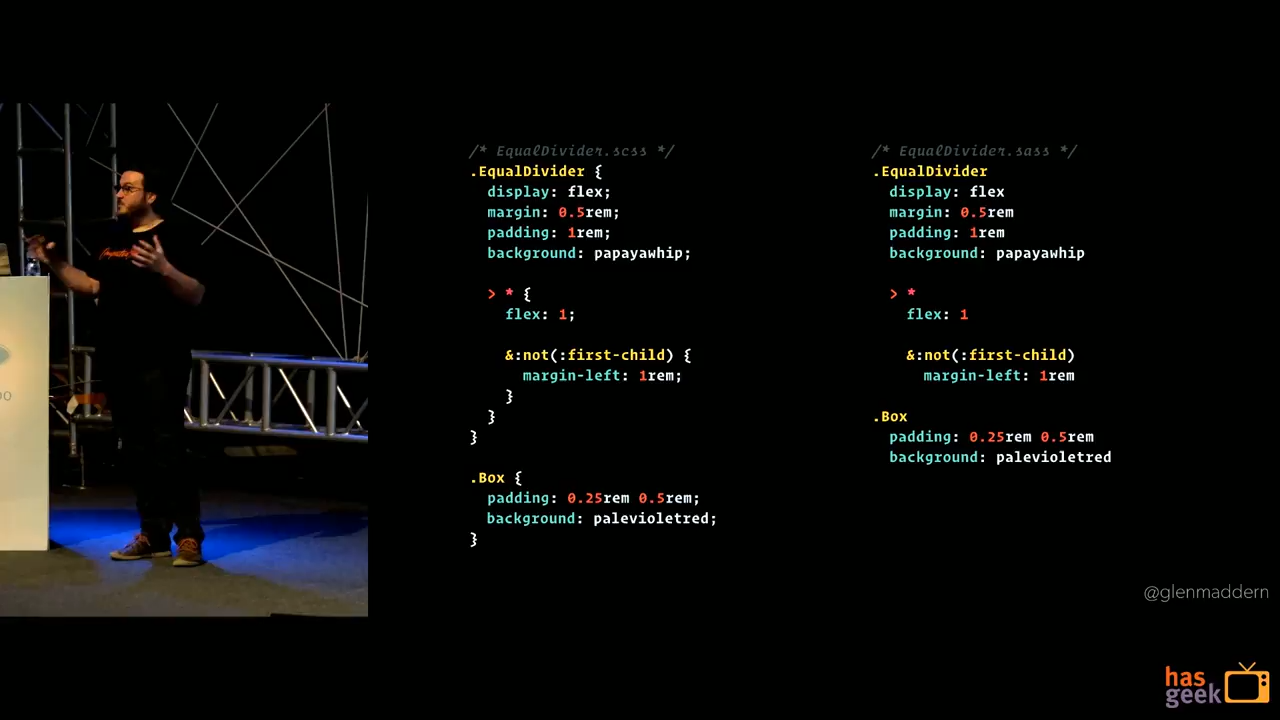 /* EqualDivider.scss */
.EqualDivider {
  display: flex;
  margin: 0.5rem;
  padding: 1rem;
  background: papayawhip;

  > * {
    flex: 1;

    &:not(:first-child) {
      margin-left: 1rem;
    }
  }
}

.Box {
  padding: 0.25rem 0.5rem;
  background: palevioletred;
}

/* EqualDivider.sass */
.EqualDivider
  display: flex
  margin: 0.5rem
  padding: 1rem
  background: papayawhip

  > *
    flex: 1

    &:not(:first-child)
      margin-left: 1rem

.Box
  padding: 0.25rem 0.5rem
  background: palevioletred

@glenmaddern
has
geek